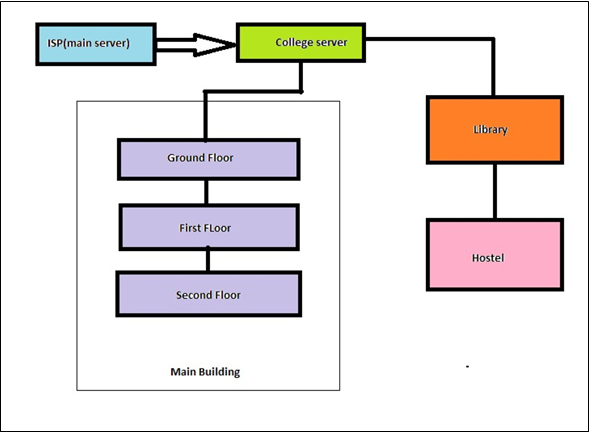 ISP(main server)
College server
Library
Ground Floor
First FLoor
Hostel
Second Floor
Main Building